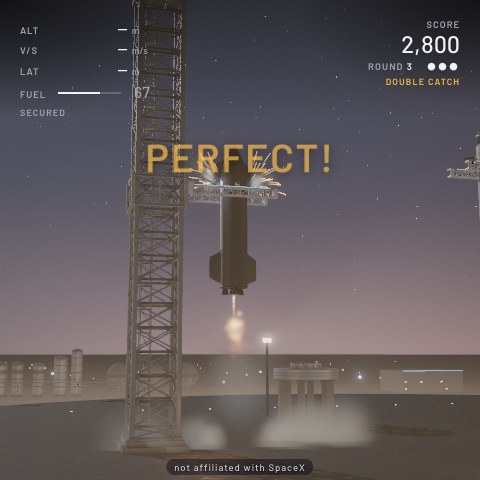 ALT — m
V/S — m/s
LAT — m
FUEL 67
SECURED
SCORE
2,800
ROUND 3
DOUBLE CATCH
PERFECT!
not affiliated with SpaceX